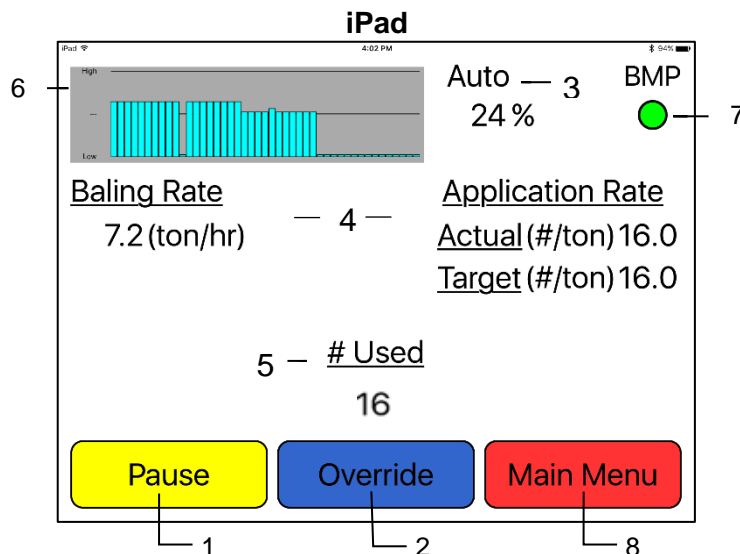 iPad
iPad 4:02 PM 94%
High
6
—
Low
Auto — 3
24 %
BMP
7
Baling Rate
7.2 (ton/hr)
— 4 —
Application Rate
Actual (#/ton) 16.0
Target (#/ton) 16.0
5 — # Used
16
Pause
Override
Main Menu
1
2
8